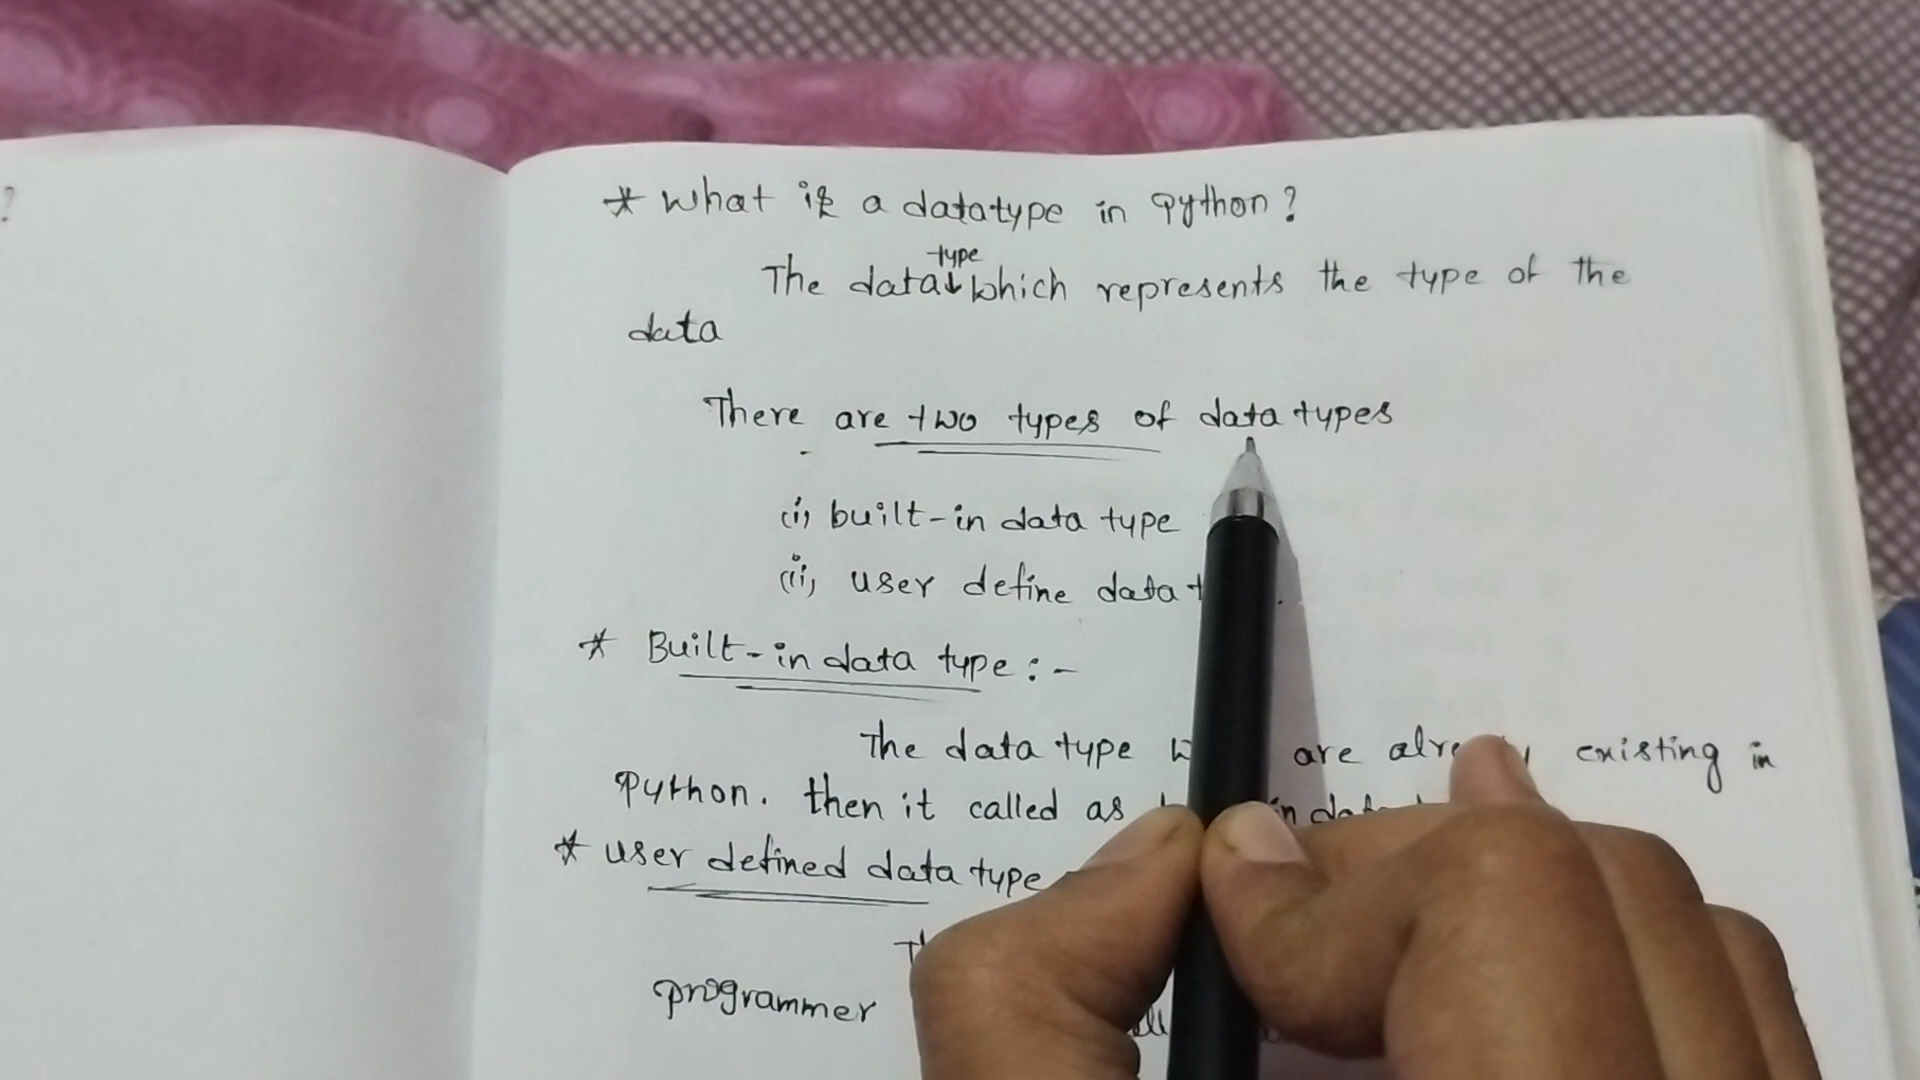 ?
* What is a datatype in Python?
type
The data which represents the type of the
data
There are two types of data types
(i) built-in data type
(ii) user define data
* Built-in data type :-
The data type are existing in
Python. then it called as in
* user defined data type
programmer